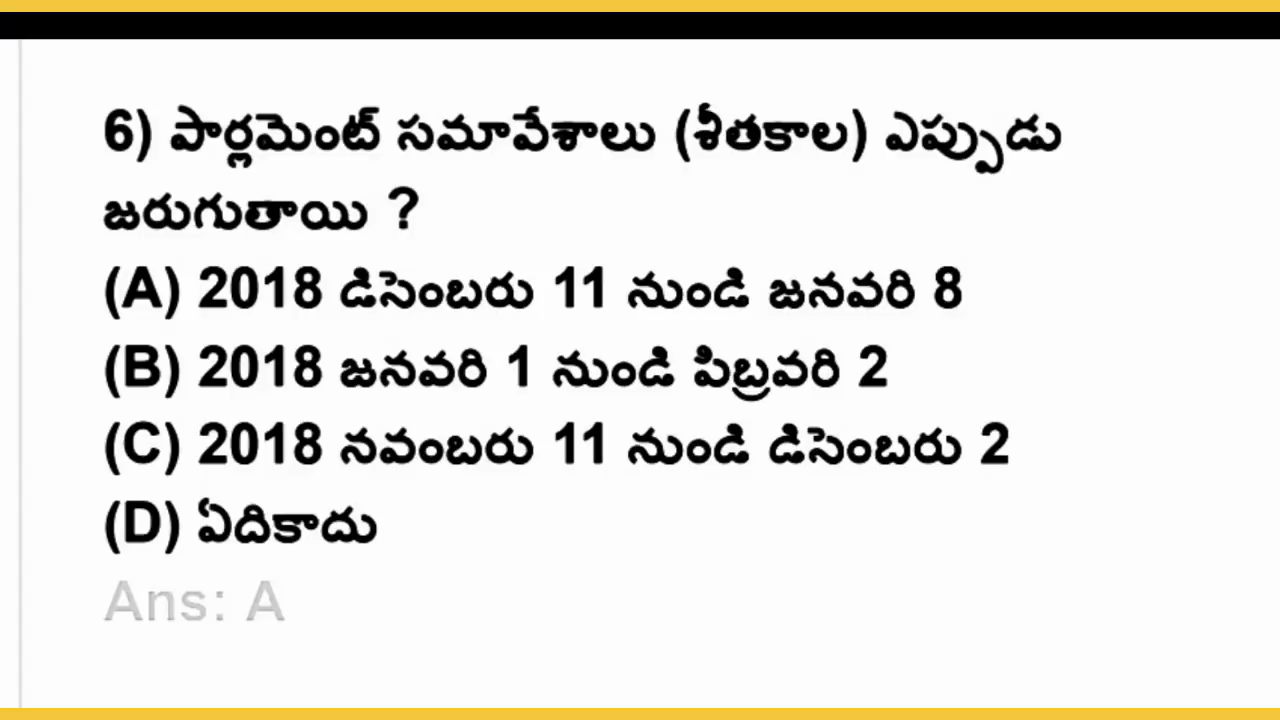 6) పార్లమెంట్ సమావేశాలు (శీతకాల) ఎప్పుడు
జరుగుతాయి ?
(A) 2018 డిసెంబరు 11 నుండి జనవరి 8
(B) 2018 జనవరి 1 నుండి పిబ్రవరి 2
(C) 2018 నవంబరు 11 నుండి డిసెంబరు 2
(D) ఏదికాదు
Ans: A